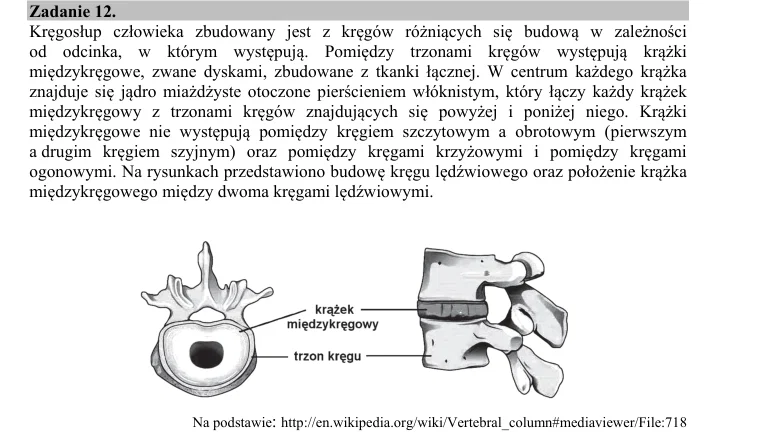 Zadanie 12.
Kręgosłup człowieka zbudowany jest z kręgów różniących się budową w zależności
od odcinka, w którym występują. Pomiędzy trzonami kręgów występują krążki
międzykręgowe, zwane dyskami, zbudowane z tkanki łącznej. W centrum każdego krążka
znajduje się jądro miażdżyste otoczone pierścieniem włóknistym, który łączy każdy krążek
międzykręgowy z trzonami kręgów znajdujących się powyżej i poniżej niego. Krążki
międzykręgowe nie występują pomiędzy kręgiem szczytowym a obrotowym (pierwszym
a drugim kręgiem szyjnym) oraz pomiędzy kręgami krzyżowymi i pomiędzy kręgami
ogonowymi. Na rysunkach przedstawiono budowę kręgu lędźwiowego oraz położenie krążka
międzykręgowego między dwoma kręgami lędźwiowymi.
krążek
międzykręgowy
trzon kręgu
Na podstawie: http://en.wikipedia.org/wiki/Vertebral_column#mediaviewer/File:718